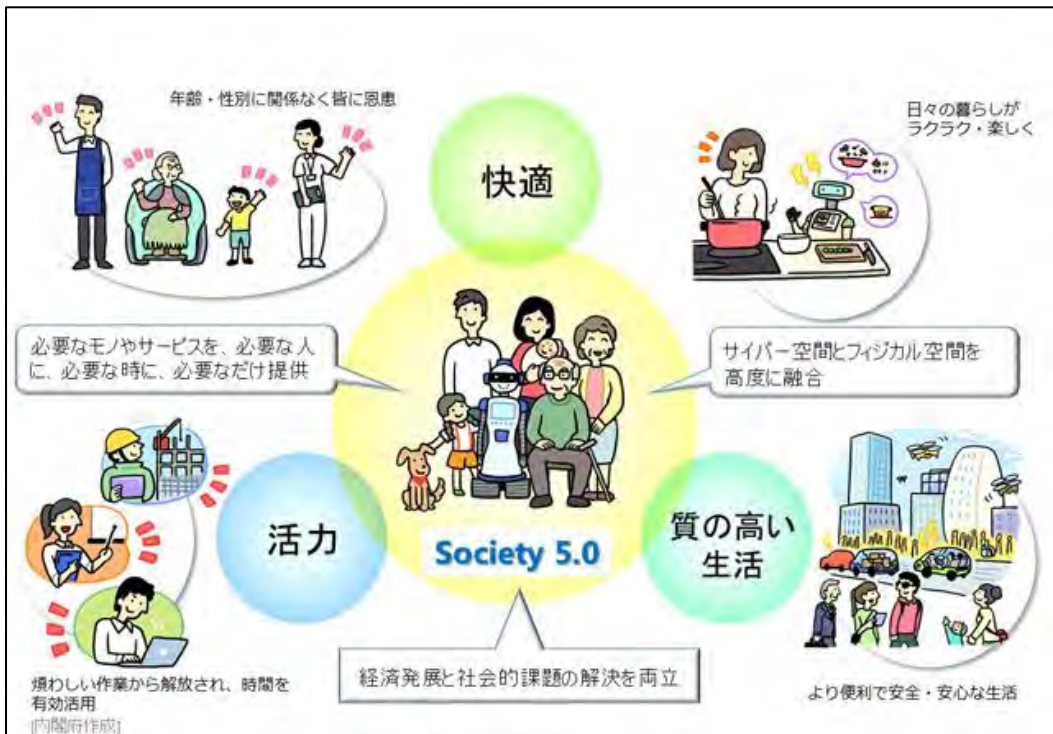 年齢・性別に関係なく皆に恩恵
日々の暮らしが
ラクラク・楽しく
快適
必要なモノやサービスを、必要な人
に、必要な時に、必要なだけ提供
サイバー空間とフィジカル空間を
高度に融合
活力
質の高い
生活
Society 5.0
経済発展と社会的課題の解決を両立
煩わしい作業から解放され、時間を
有効活用
[内閣府作成]
より便利で安全・安心な生活